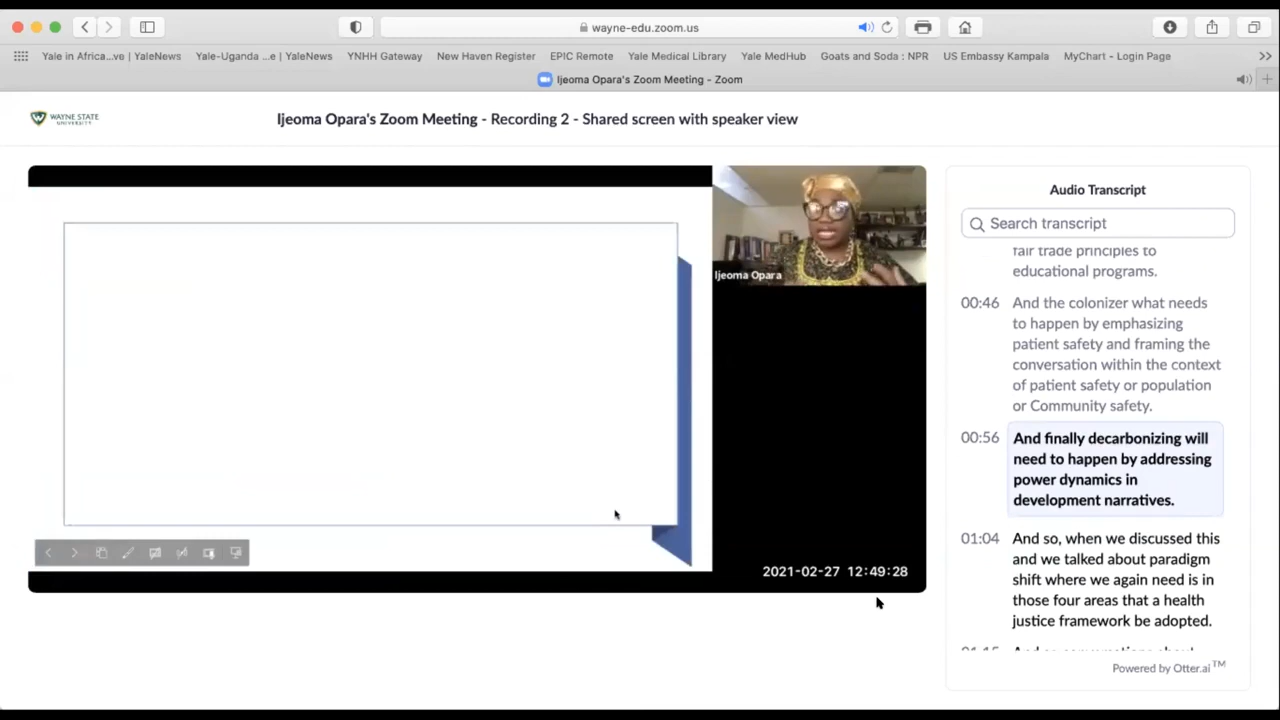 wayne-edu.zoom.us
Yale in Africa...ve | YaleNews Yale-Uganda ...e | YaleNews YNHH Gateway New Haven Register EPIC Remote Yale Medical Library Yale MedHub Goats and Soda : NPR US Embassy Kampala MyChart - Login Page
Ijeoma Opara's Zoom Meeting - Zoom
WAYNE STATE
UNIVERSITY
Ijeoma Opara's Zoom Meeting - Recording 2 - Shared screen with speaker view
Ijeoma Opara
2021-02-27 12:49:28
Audio Transcript
Search transcript
fair trade principles to
educational programs.
00:46 And the colonizer what needs
to happen by emphasizing
patient safety and framing the
conversation within the context
of patient safety or population
or Community safety.
00:56 And finally decarbonizing will
need to happen by addressing
power dynamics in
development narratives.
01:04 And so, when we discussed this
and we talked about paradigm
shift where we again need is in
those four areas that a health
justice framework be adopted.
Powered by Otter.ai™